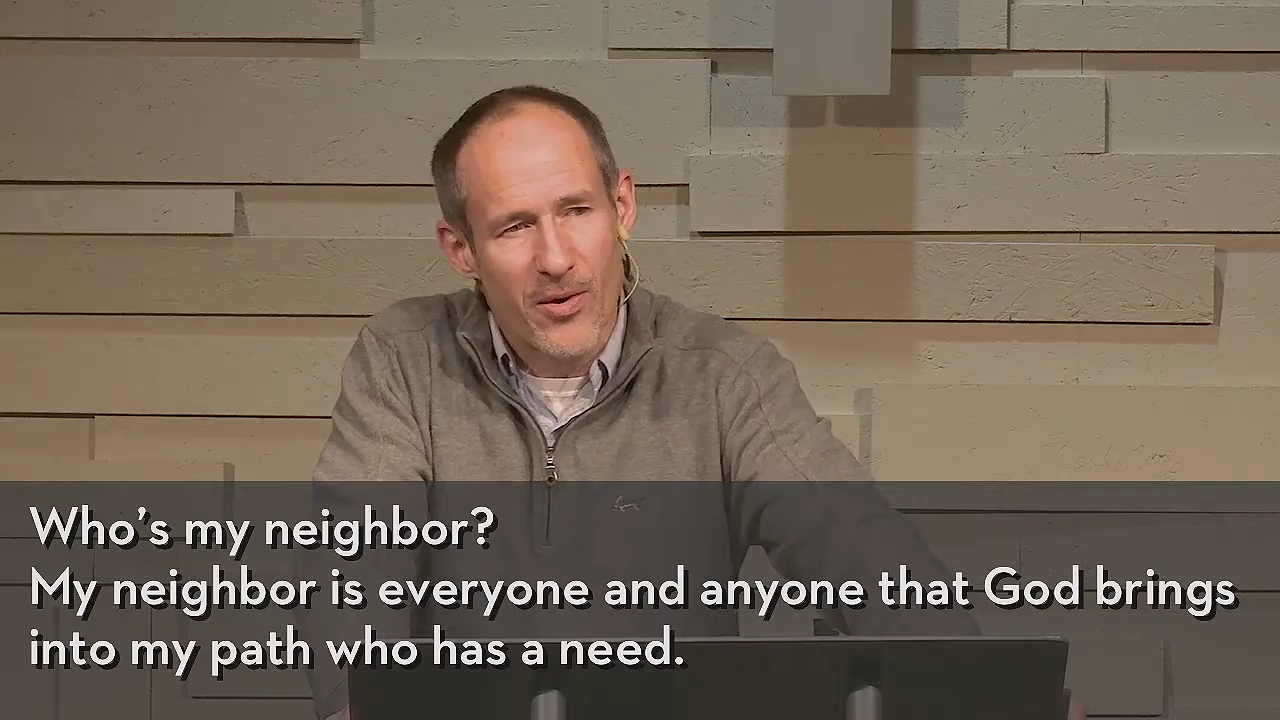 Who's my neighbor?
My neighbor is everyone and anyone that God brings
into my path who has a need.